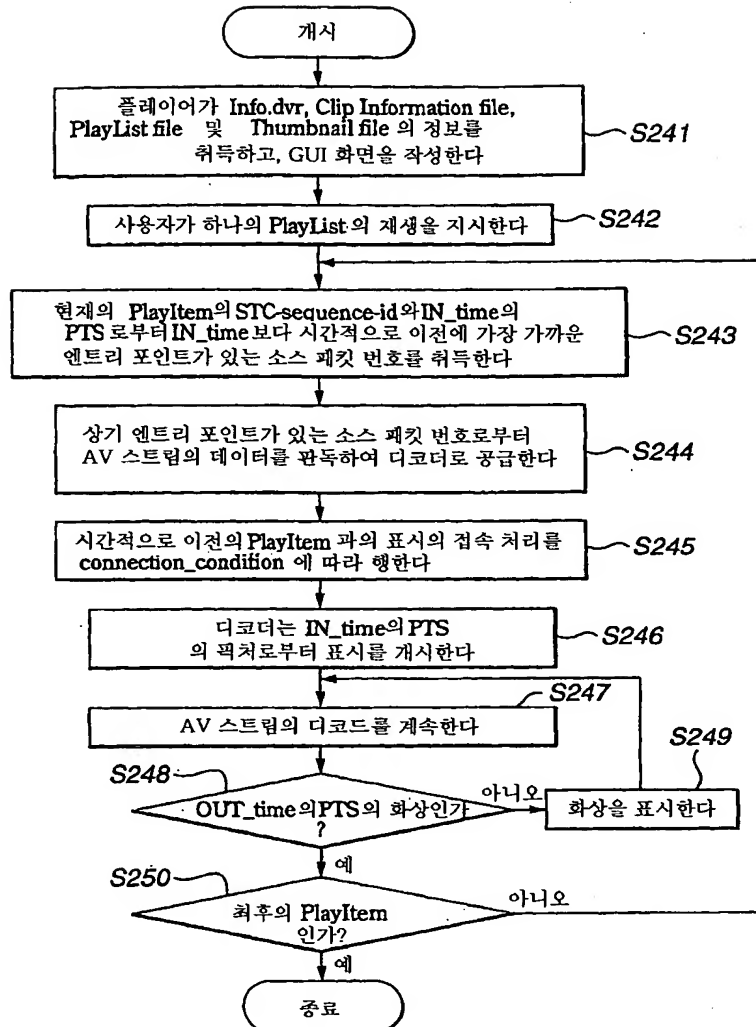 개시
플레이어가 Info.dvr, Clip Information file,
PlayList file 및 Thumbnail file 의 정보를
취득하고, GUI 화면을 작성한다
S241
사용자가 하나의 PlayList 의 재생을 지시한다
S242
현재의 PlayItem의 STC-sequence-id와 IN_time의
PTS 로부터 IN_time 보다 시간적으로 이전에 가장 가까운
엔트리 포인트가 있는 소스 패킷 번호를 취득한다
S243
상기 엔트리 포인트가 있는 소스 패킷 번호로부터
AV 스트림의 데이터를 판독하여 디코더로 공급한다
S244
시간적으로 이전의 PlayItem 과의 표시의 접속 처리를
connection_condition 에 따라 행한다
S245
디코더는 IN_time의 PTS
의 픽처로부터 표시를 개시한다
S246
S247
AV 스트림의 디코드를 계속한다
S248
OUT_time의 PTS의 화상인가
?
아니오
S249
화상을 표시한다
예
S250
최후의 PlayItem
인가?
아니오
예
종료